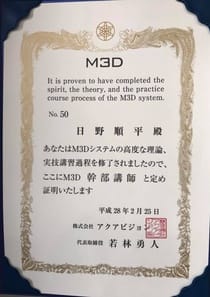 M3D
It is proven to have completed the
spirit, the theory, and the practice
course process of the M3D system.
No. 50
日野順平殿
あなたはM3Dシステムの高度な理論、
実技講習過程を修了されましたので、
ここにM3D 幹部講師 と定め
証明いたします
平成28年2月25日
株式会社 アクアビジョ
代表取締役 若林勇人